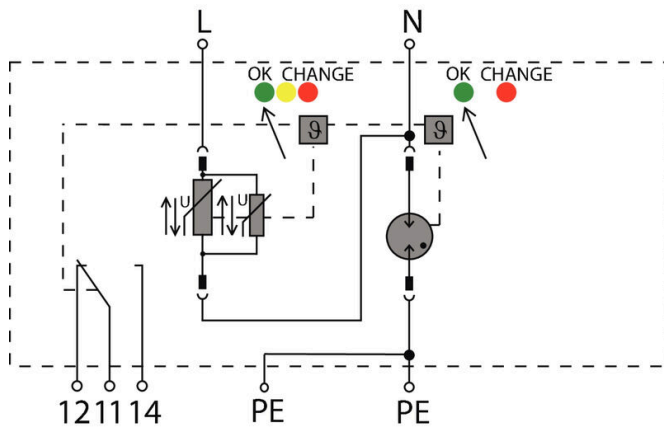 L N
OK CHANGE OK CHANGE
ϑ ϑ
U U
12 11 14 PE PE